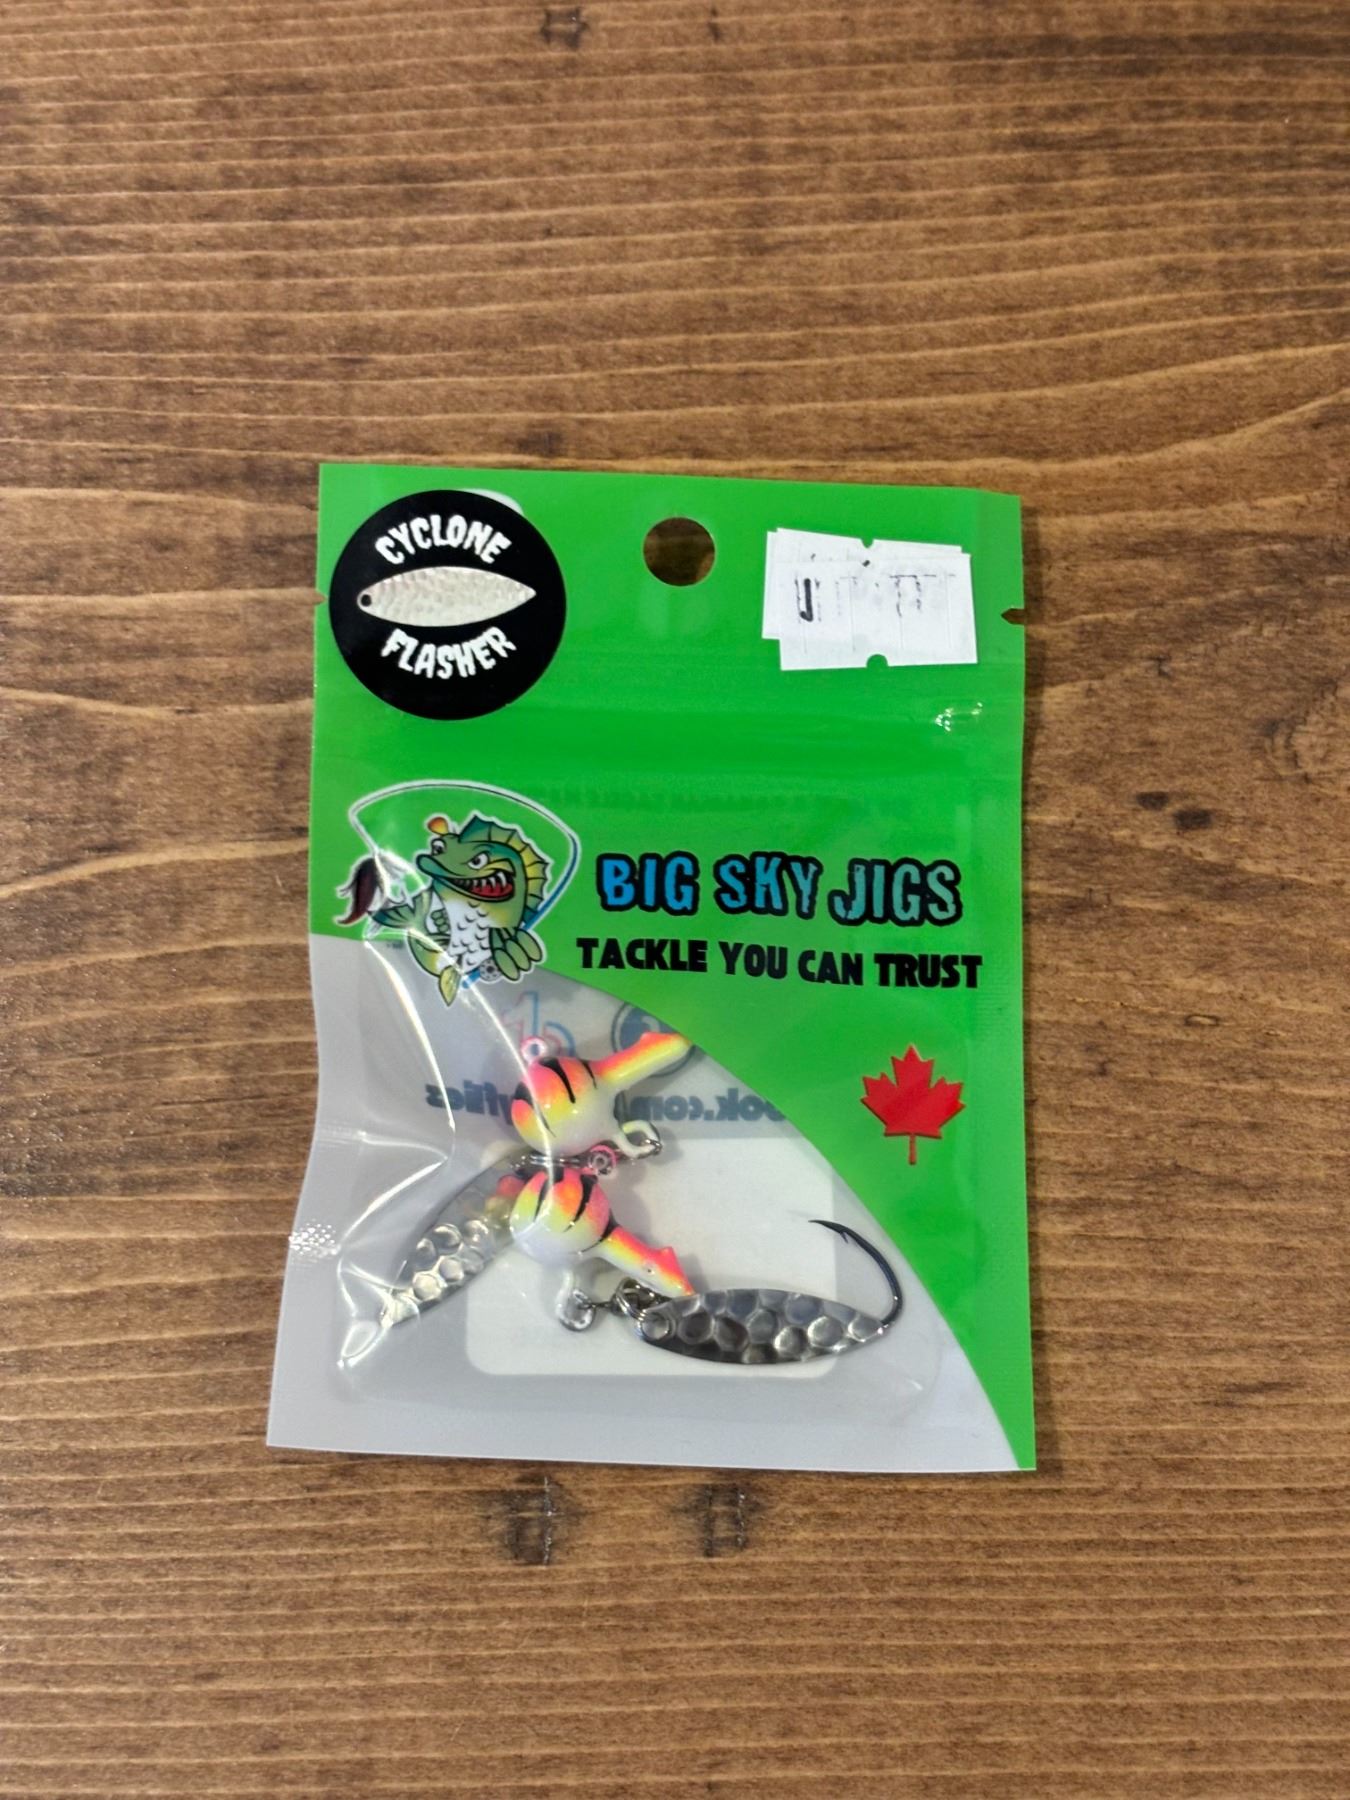 CYCLONE
FLASHER
BIG SKY JIGS
TACKLE YOU CAN TRUST